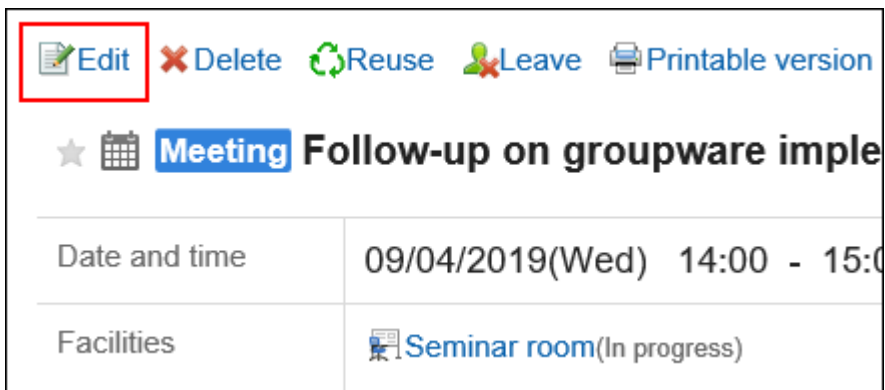 Edit Delete Reuse Leave Printable version
Meeting Follow-up on groupware imple
Date and time 09/04/2019(Wed) 14:00 - 15:0
Facilities Seminar room(In progress)